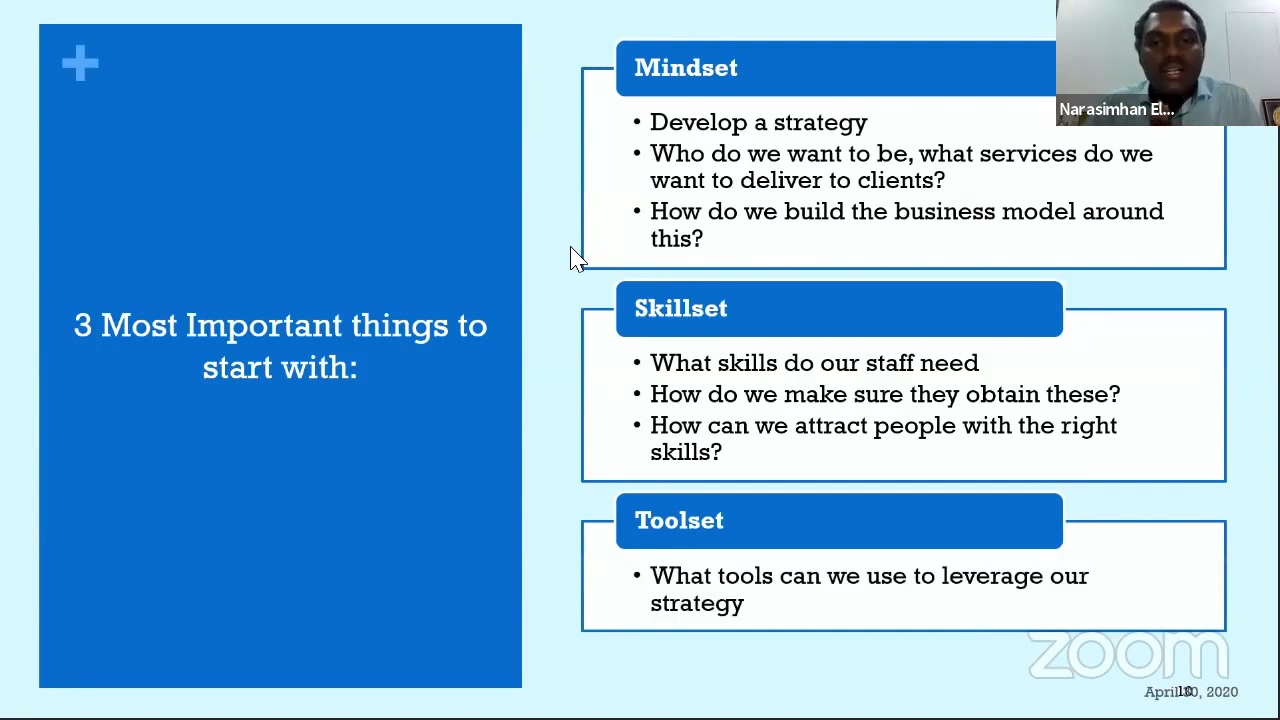 +
3 Most Important things to
start with:
Mindset
• Develop a strategy
• Who do we want to be, what services do we
want to deliver to clients?
• How do we build the business model around
this?
Skillset
• What skills do our staff need
• How do we make sure they obtain these?
• How can we attract people with the right
skills?
Toolset
• What tools can we use to leverage our
strategy
Narasimhan El...
zoom
April 30, 2020
10